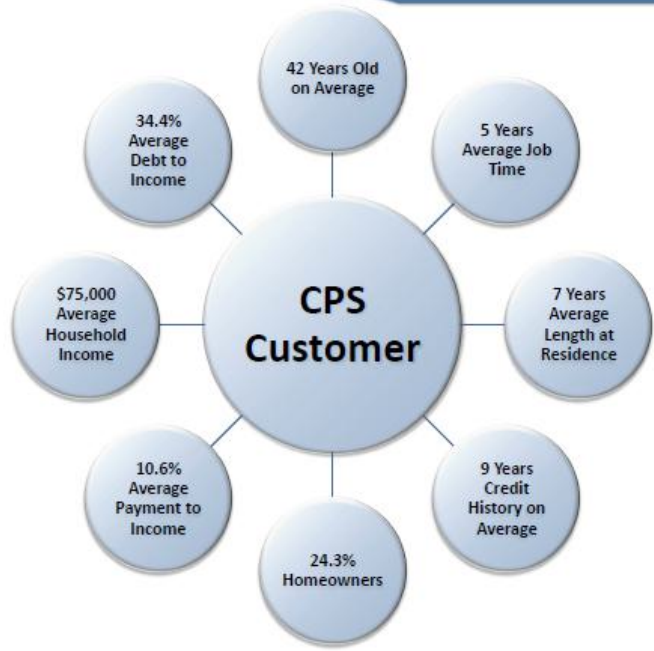 42 Years Old
on Average
5 Years
Average Job
Time
7 Years
Average
Length at
Residence
9 Years
Credit
History on
Average
24.3%
Homeowners
10.6%
Average
Payment to
Income
$75,000
Average
Household
Income
34.4%
Average
Debt to
Income
CPS
Customer